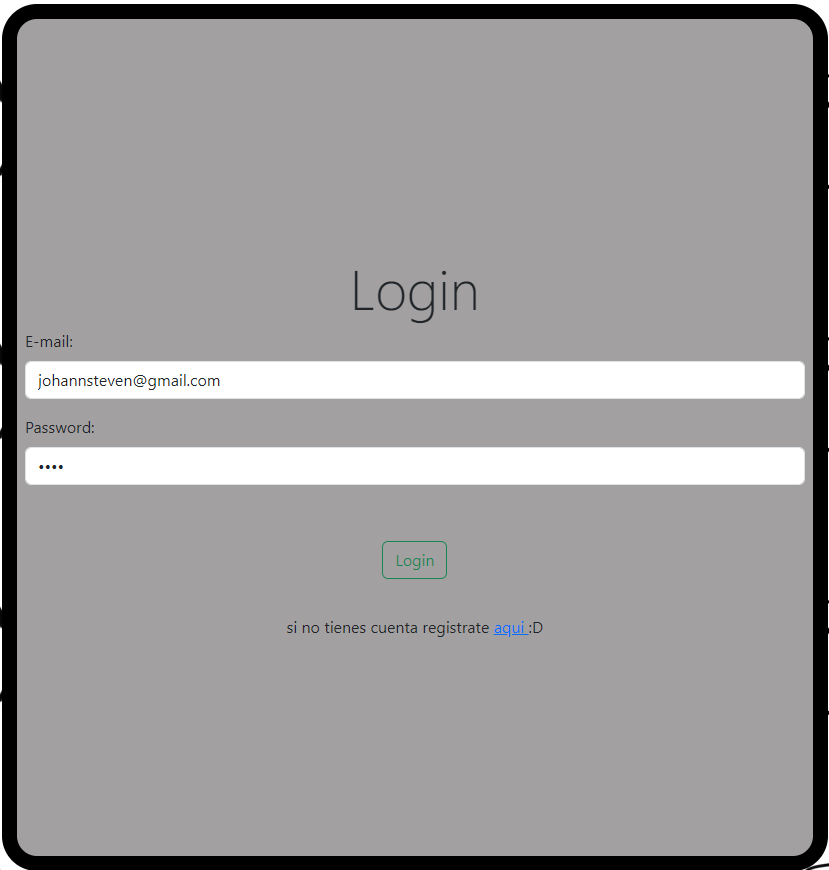 Login
E-mail:
johannsteven@gmail.com
Password:
••••
Login
si no tienes cuenta registrate aqui :D